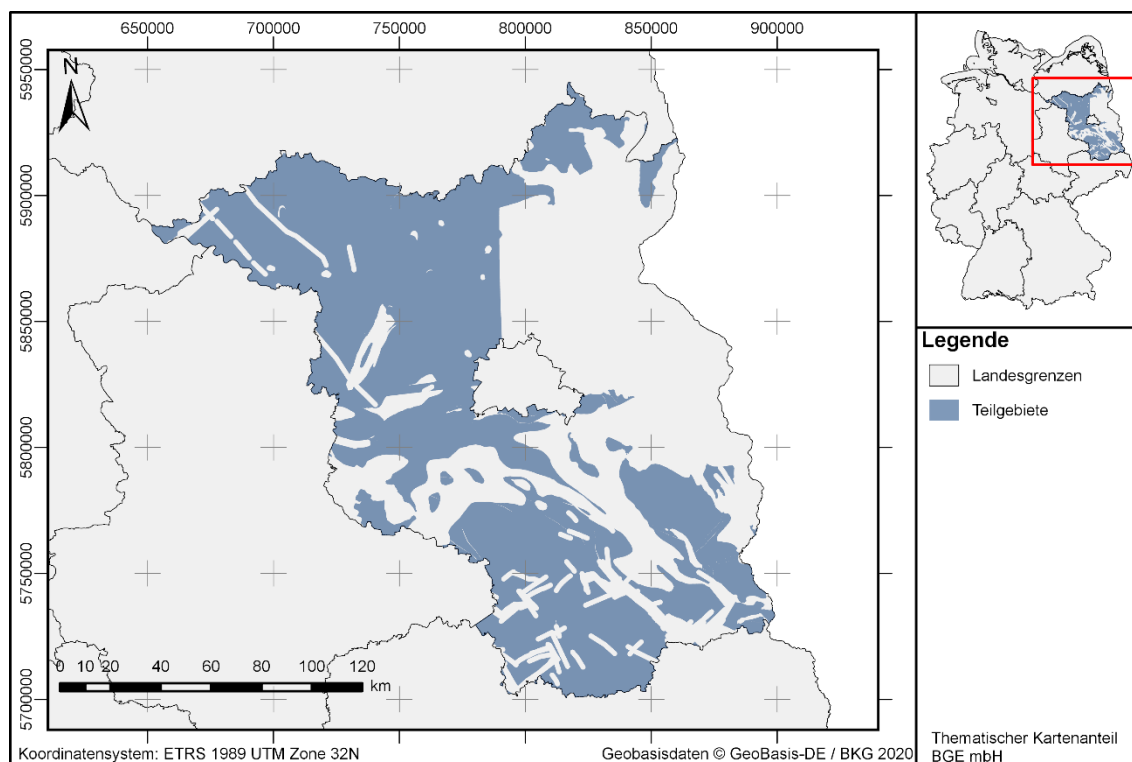 650000 700000 750000 800000 850000 900000
5950000
N
5900000
5850000
5800000
5750000
5700000
0 10 20 40 60 80 100 120
km
Koordinatensystem: ETRS 1989 UTM Zone 32N
Geobasisdaten © GeoBasis-DE / BKG 2020
Legende
Landesgrenzen
Teilgebiete
Thematischer Kartenanteil
BGE mbH